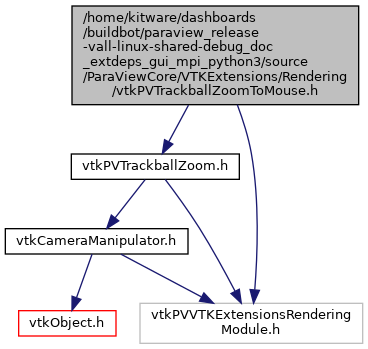 /home/kitware/dashboards
/buildbot/paraview_release
-vall-linux-shared-debug_doc
_extdeps_gui_mpi_python3/source
/ParaViewCore/VTKExtensions/Rendering
/vtkPVTrackballZoomToMouse.h
vtkPVTrackballZoom.h
vtkCameraManipulator.h
vtkObject.h
vtkPVVTKExtensionsRendering
Module.h